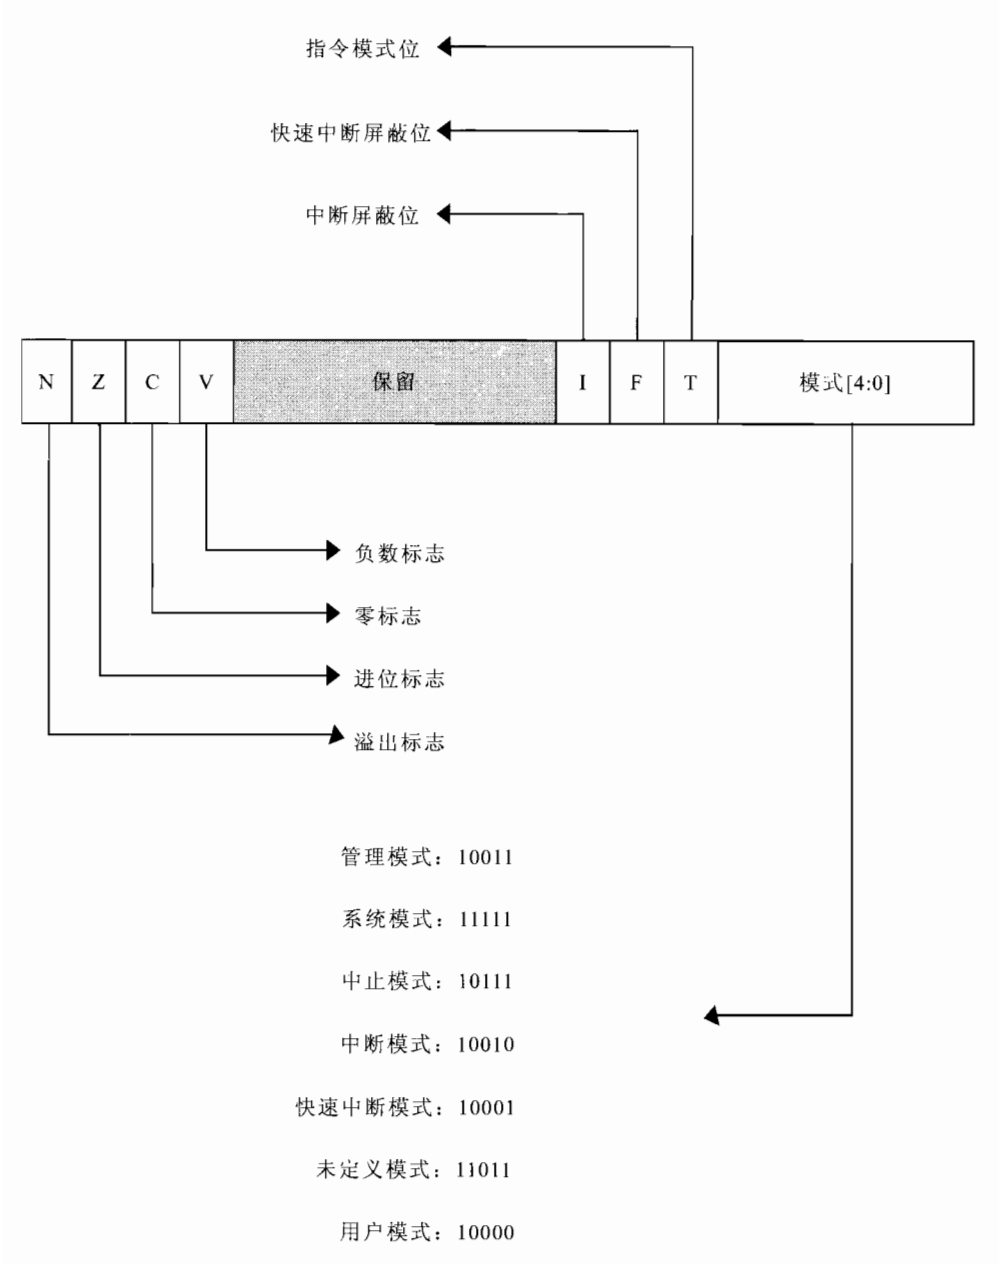 指令模式位
快速中断屏蔽位
中断屏蔽位
N Z C V 保留 I F T 模式[4:0]
负数标志
零标志
进位标志
溢出标志
管理模式：10011
系统模式：11111
中止模式：10111
中断模式：10010
快速中断模式：10001
未定义模式：11011
用户模式：10000